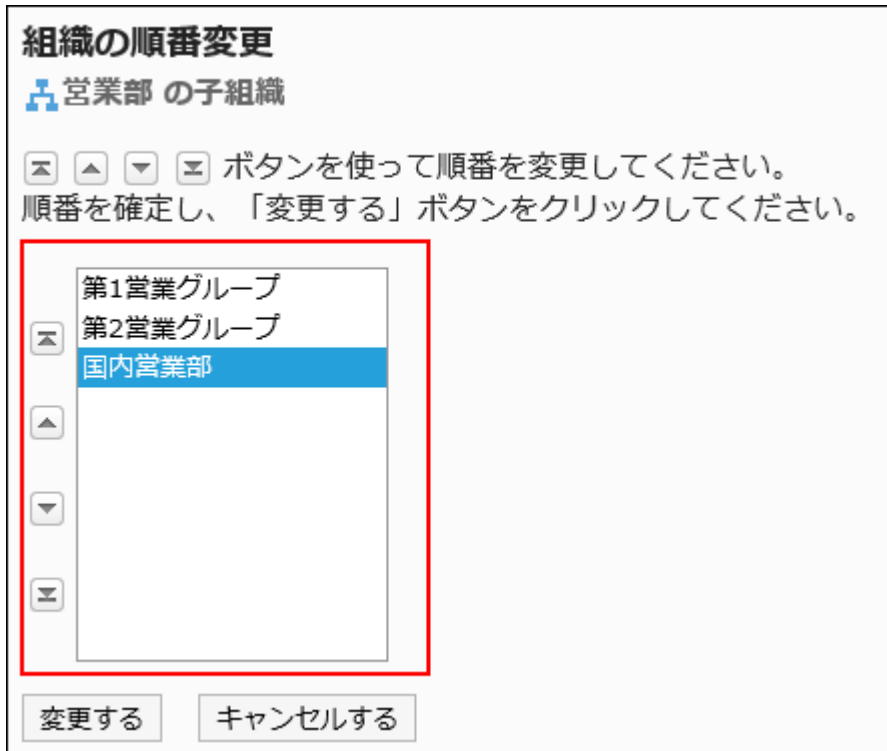 組織の順番変更
営業部 の子組織
ボタンを使って順番を変更してください。
順番を確定し、「変更する」ボタンをクリックしてください。
第1営業グループ
第2営業グループ
国内営業部
変更する
キャンセルする